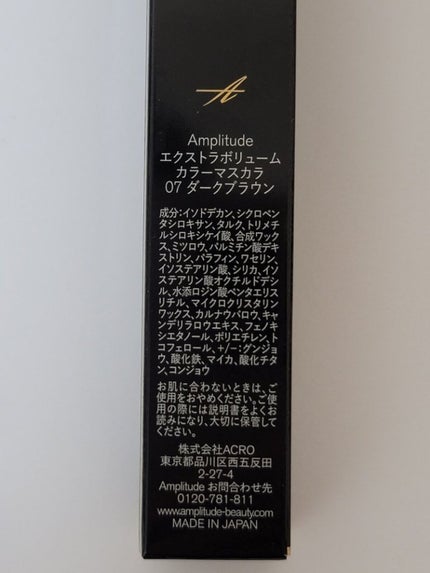 Amplitude
エクストラボリューム
カラーマスカラ
07 ダークブラウン
成分:イソドデカン、シクロペン
タシロキサン、タルク、トリメチ
ルシロキシケイ酸、合成ワック
ス、ミツロウ、パルミチン酸デキ
ストリン、パラフィン、ワセリン、
イソステアリン酸、シリカ、イソ
ステアリン酸オクチルドデシ
ル、水添ロジン酸ペンタエリス
リチル、マイクロクリスタリン
ワックス、カルナウバロウ、キャ
ンデリラロウエキス、フェノキ
シエタノール、ポリエチレン、ト
コフェロール、+/-:グンジョ
ウ、酸化鉄、マイカ、酸化チタ
ン、コンジョウ
お肌に合わないときは、ご
使用をおやめください。ご使
用の際には説明書をよくお
読みになり、大切に保管して
ください。
株式会社ACRO
東京都品川区西五反田
2-27-4
Amplitude お問合わせ先
0120-781-811
www.amplitude-beauty.com
MADE IN JAPAN